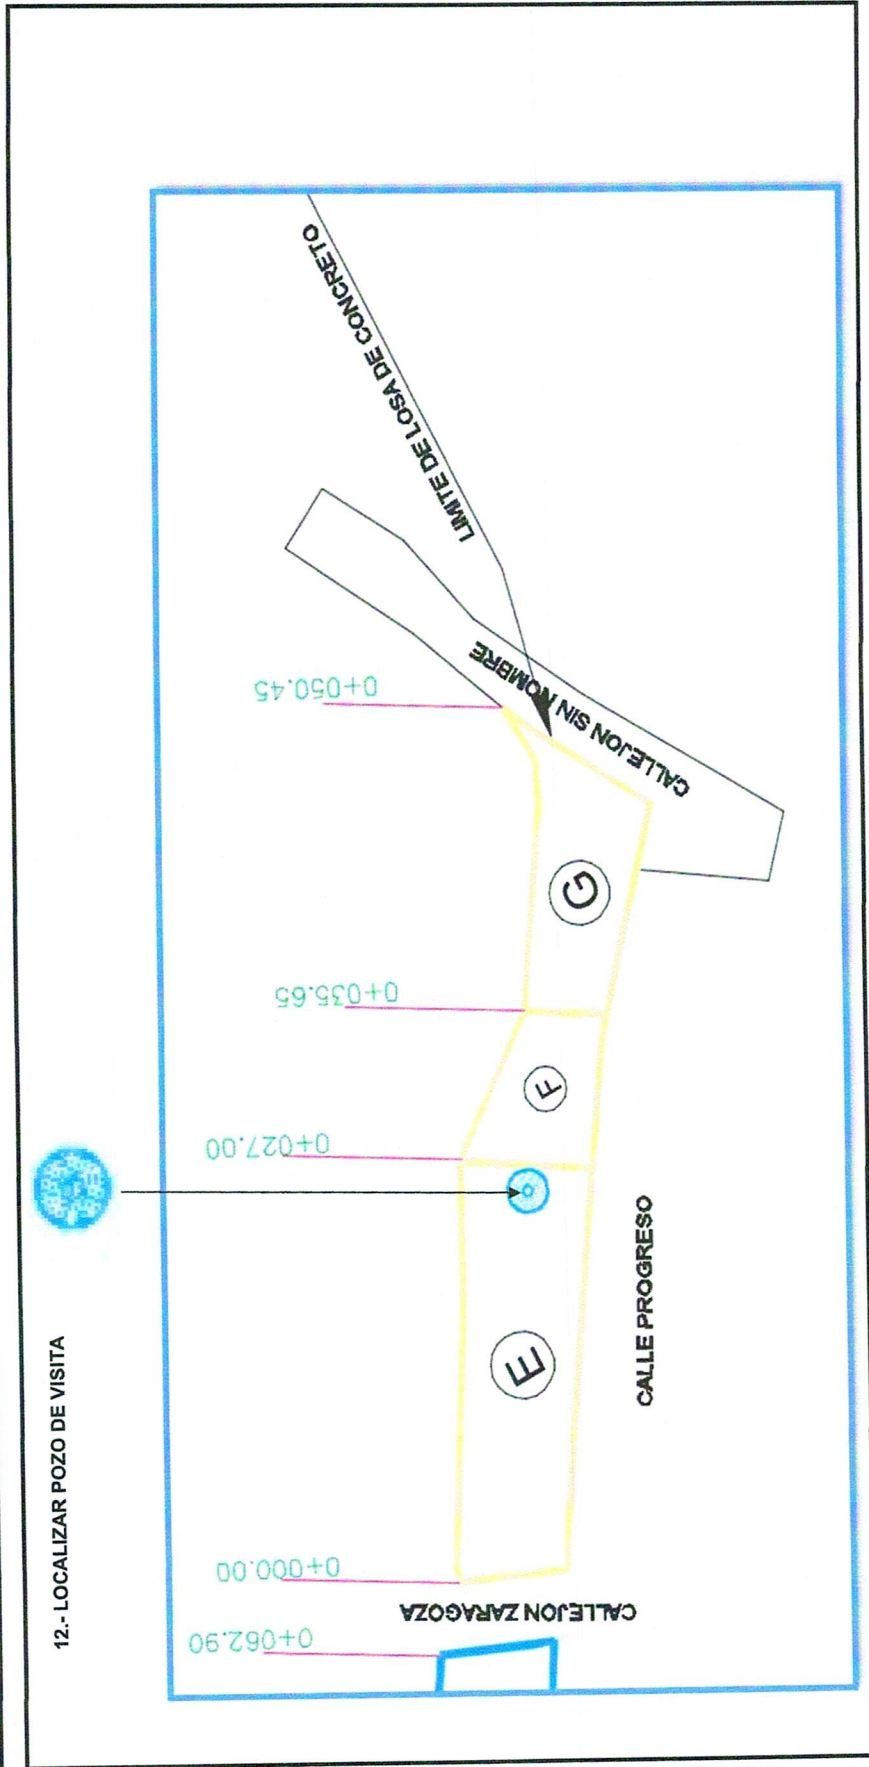 12.- LOCALIZAR POZO DE VISITA
0+062.90
0+000.00
0+027.00
0+035.65
0+050.45
CALLEJON ZARAGOZA
E
F
G
CALLE PROGRESO
CALLEJON SIN NOMBRE
LIMITE DE LOSA DE CONCRETO